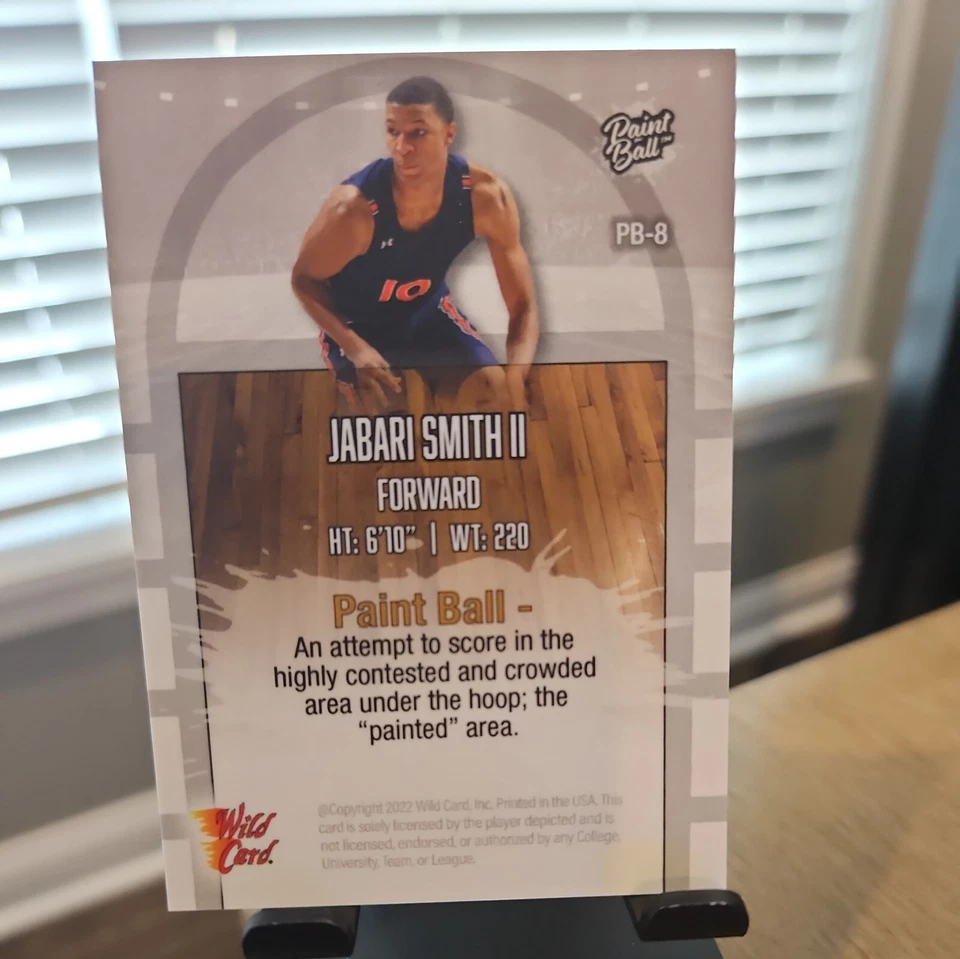 Paint
Ball™
PB-8
10
JABARI SMITH II
FORWARD
HT: 6'10" | WT: 220
Paint Ball -
An attempt to score in the
highly contested and crowded
area under the hoop; the
“painted” area.
Wild
Card.
@Copyright 2022 Wild Card, Inc. Printed in the USA. This
card is solely licensed by the player depicted and is
not licensed, endorsed, or authorized by any College,
University, Team, or League.